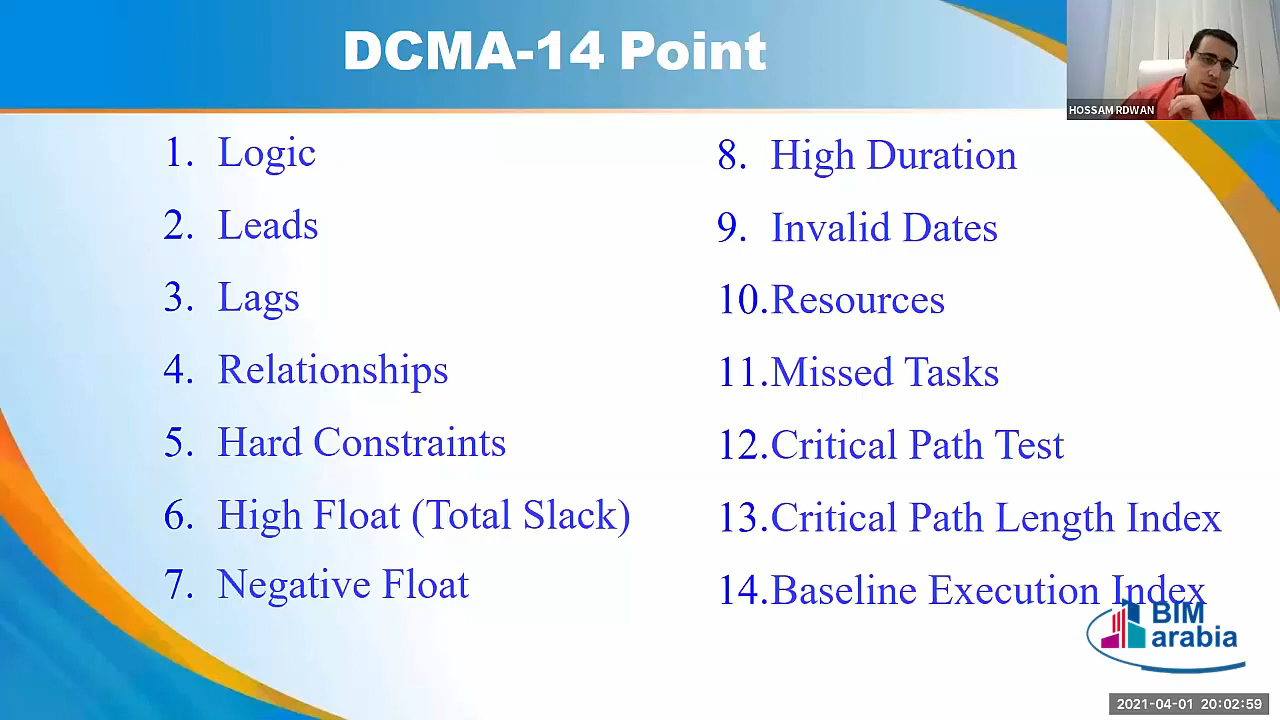 DCMA-14 Point
HOSSAM RDWAN
1. Logic
2. Leads
3. Lags
4. Relationships
5. Hard Constraints
6. High Float (Total Slack)
7. Negative Float
8. High Duration
9. Invalid Dates
10.Resources
11.Missed Tasks
12.Critical Path Test
13.Critical Path Length Index
14.Baseline Execution Index
BIM
arabia
2021-04-01 20:02:59